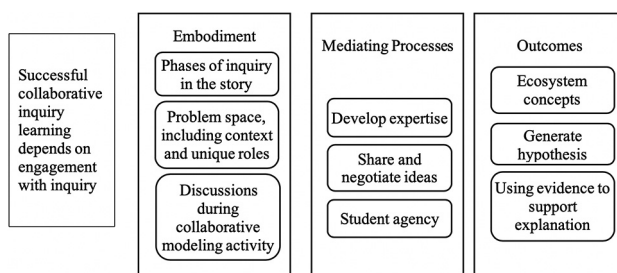 Successful
collaborative
inquiry
learning
depends on
engagement
with inquiry
Embodiment
Phases of inquiry
in the story
Problem space,
including context
and unique roles
Discussions
during
collaborative
modeling activity
Mediating Processes
Develop expertise
Share and
negotiate ideas
Student agency
Outcomes
Ecosystem
concepts
Generate
hypothesis
Using evidence to
support
explanation